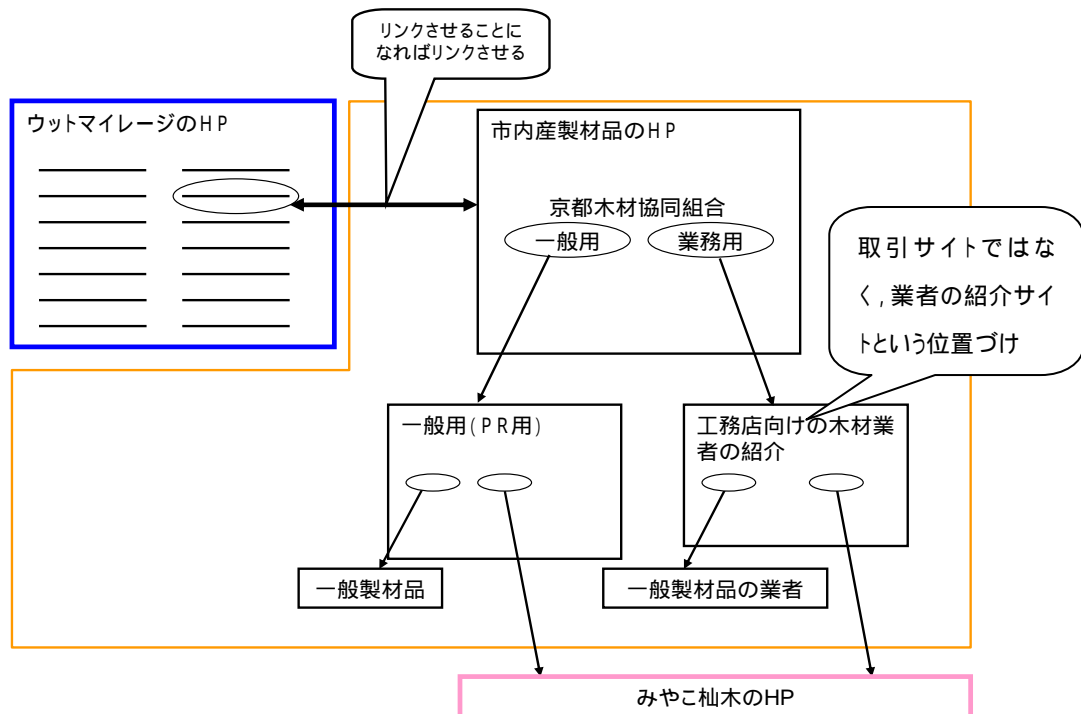 リンクさせることに
なればリンクさせる
ウットマイレージのHP
市内産製材品のHP
京都木材協同組合
一般用
業務用
取引サイトではな
く,業者の紹介サイ
トという位置づけ
一般用(PR用)
工務店向けの木材業
者の紹介
一般製材品
一般製材品の業者
みやこ杣木のHP